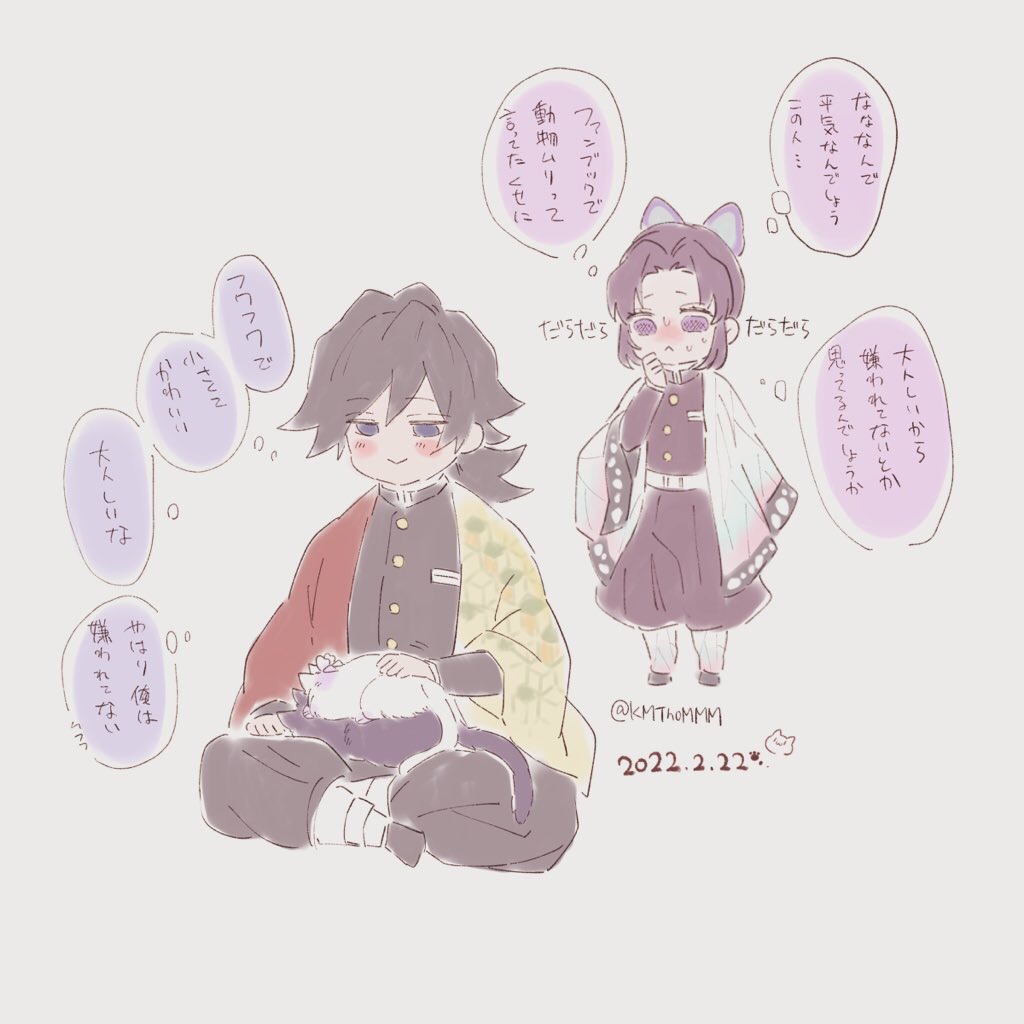 なななんで
平気なんでしょう
この人…
ファンブックで
動物ムリって
言ってたくせに
だらだら
だらだら
大人しいから
嫌われてないとか
思ってるんでしょうか
フワフワで
小さくて
かわいい
大人しいな
やはり俺は
嫌われてない
@KMThoMMM
2022.2.22